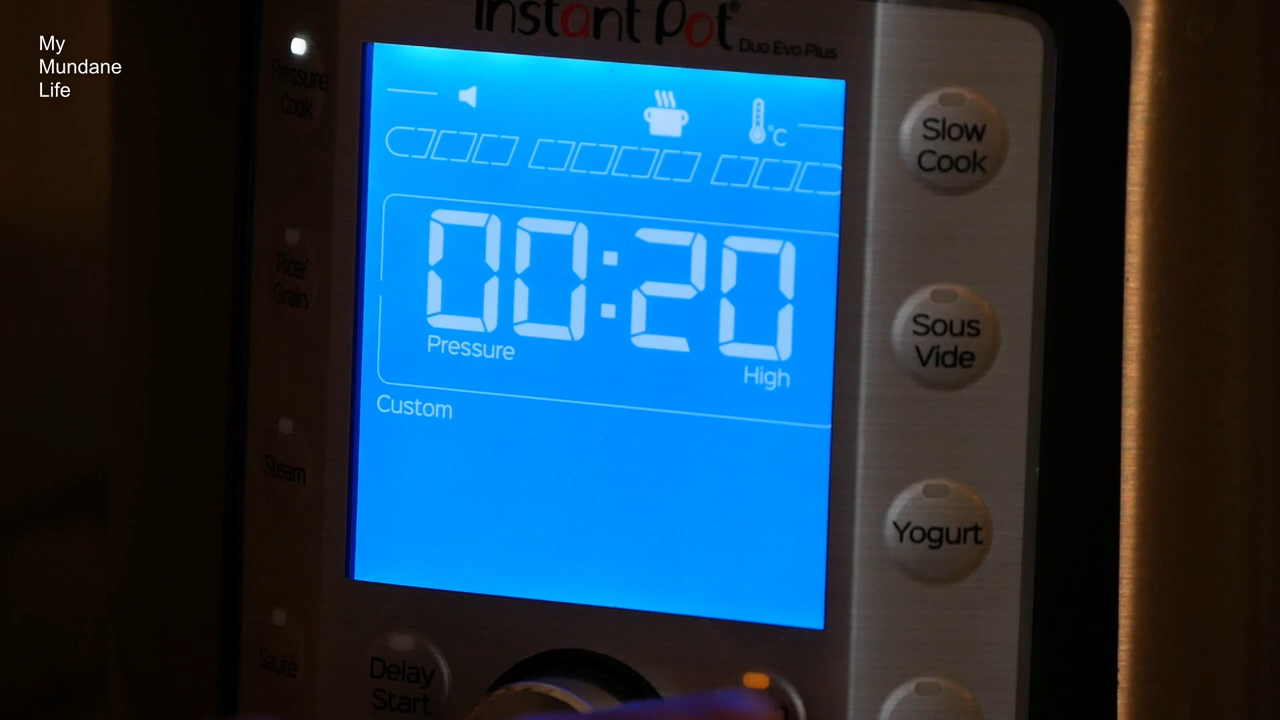 My
Mundane
Life
Instant Pot®
Duo Evo Plus
Pressure
Cook
Rice/
Grain
Steam
Sauté
°C
00:20
Pressure
High
Custom
Delay
Start
Slow
Cook
Sous
Vide
Yogurt